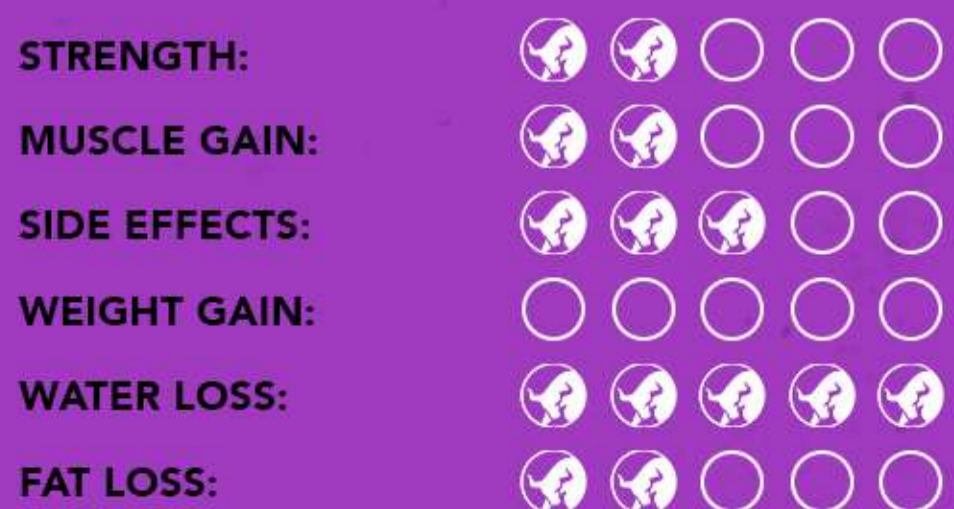 STRENGTH:
MUSCLE GAIN:
SIDE EFFECTS:
WEIGHT GAIN:
WATER LOSS:
FAT LOSS: